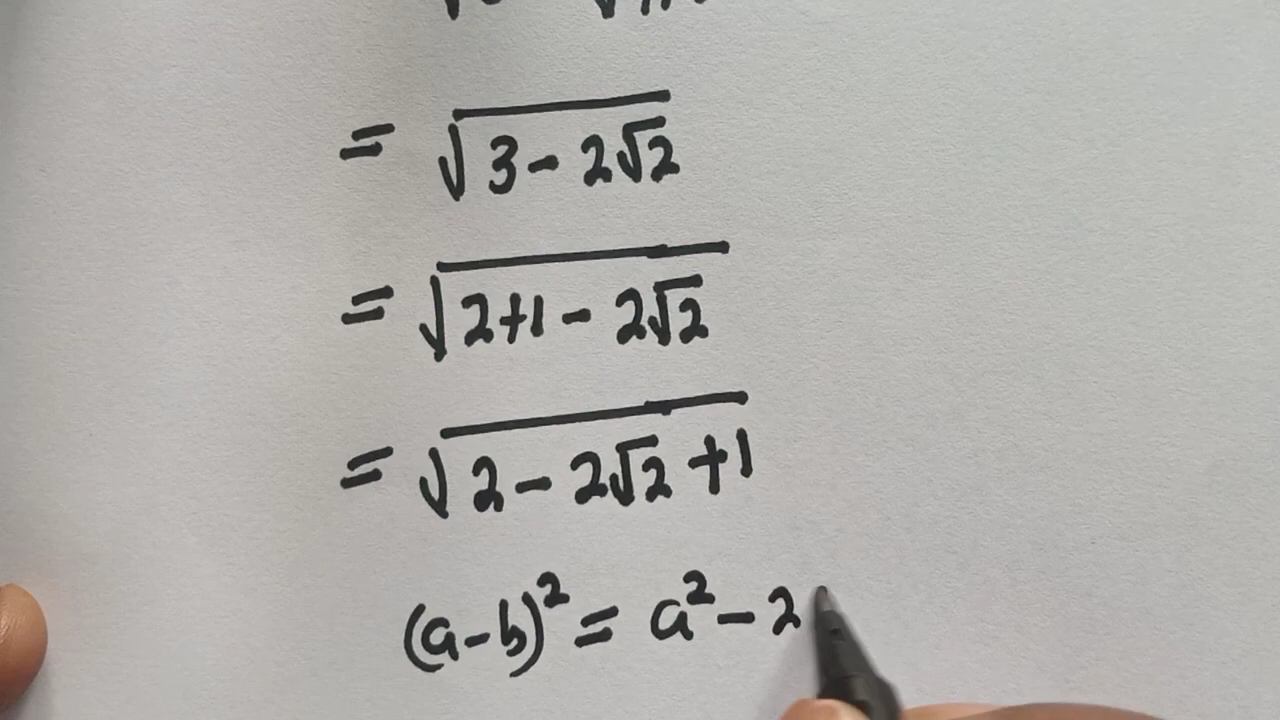 = √(3 - 2√2)
= √(2+1 - 2√2)
= √(2 - 2√2 + 1)
(a-b)² = a² - 2